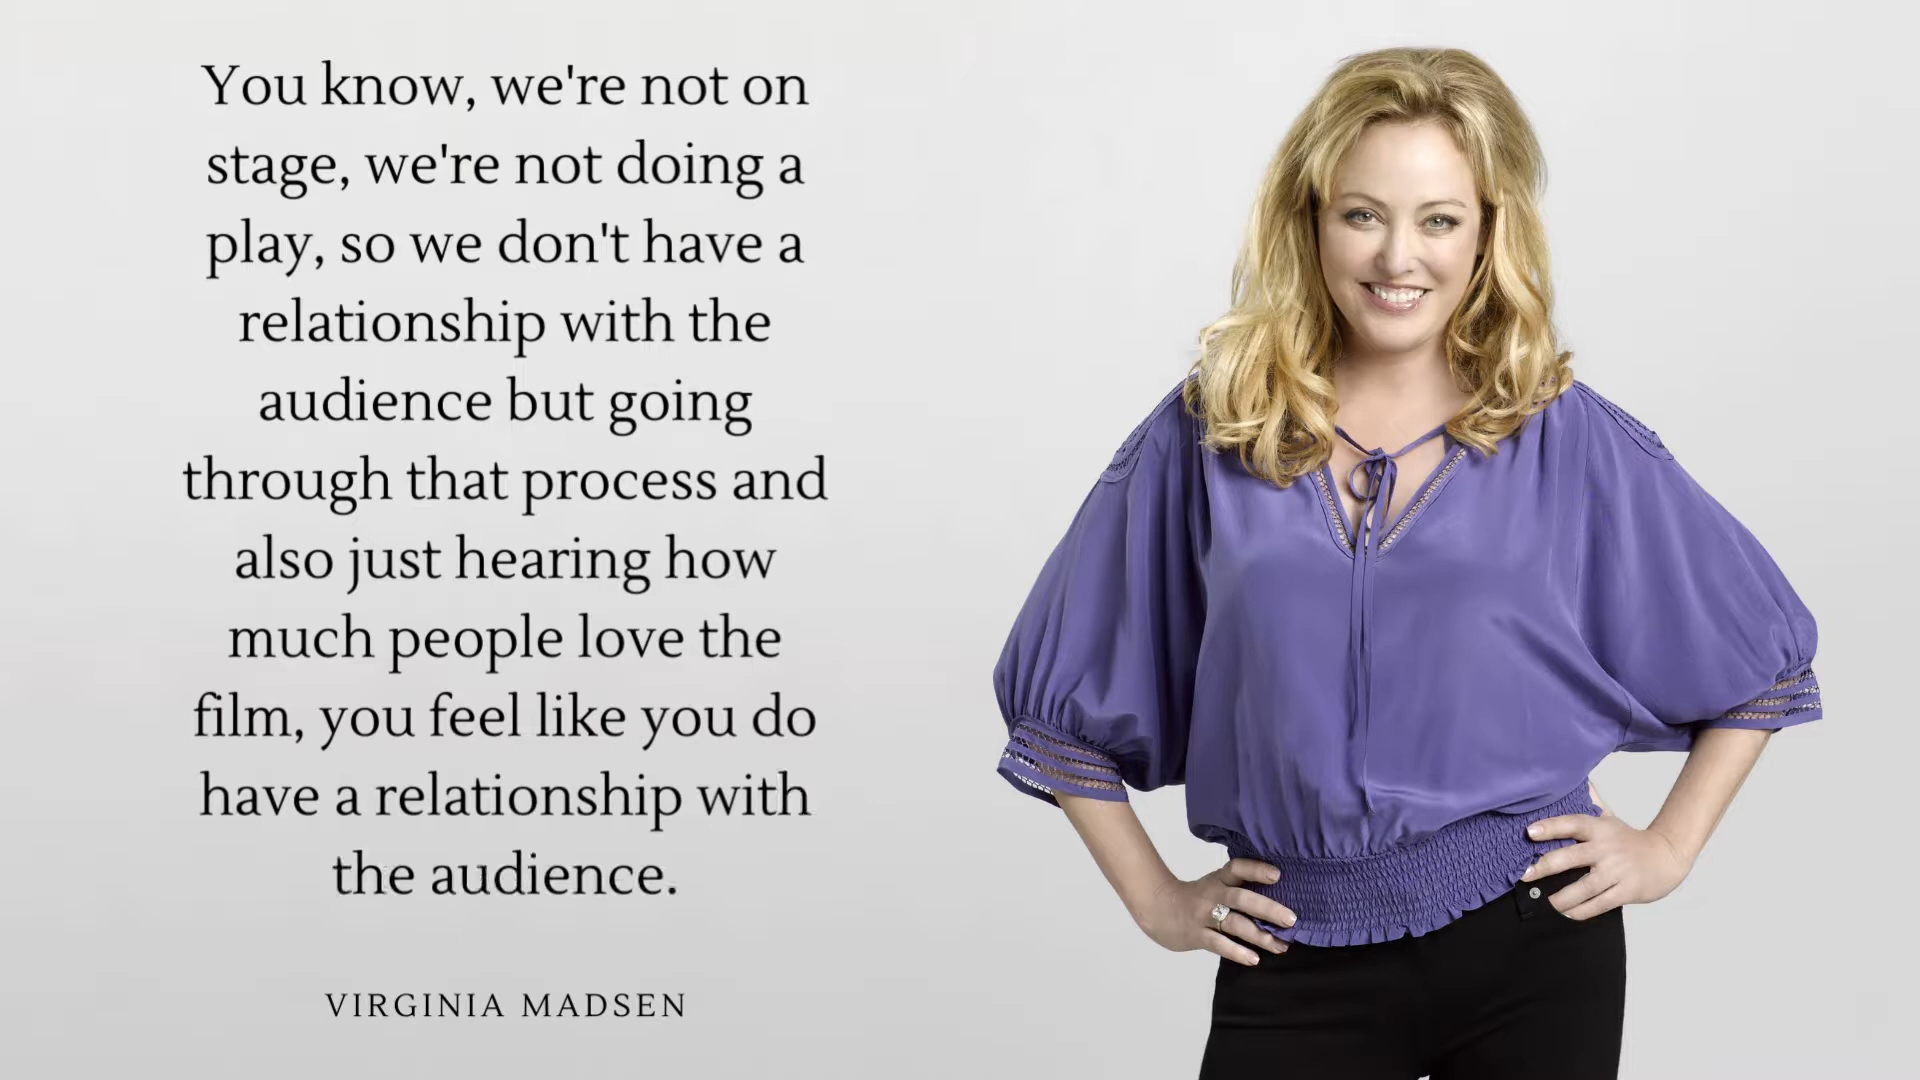 You know, we're not on
stage, we're not doing a
play, so we don't have a
relationship with the
audience but going
through that process and
also just hearing how
much people love the
film, you feel like you do
have a relationship with
the audience.
VIRGINIA MADSEN